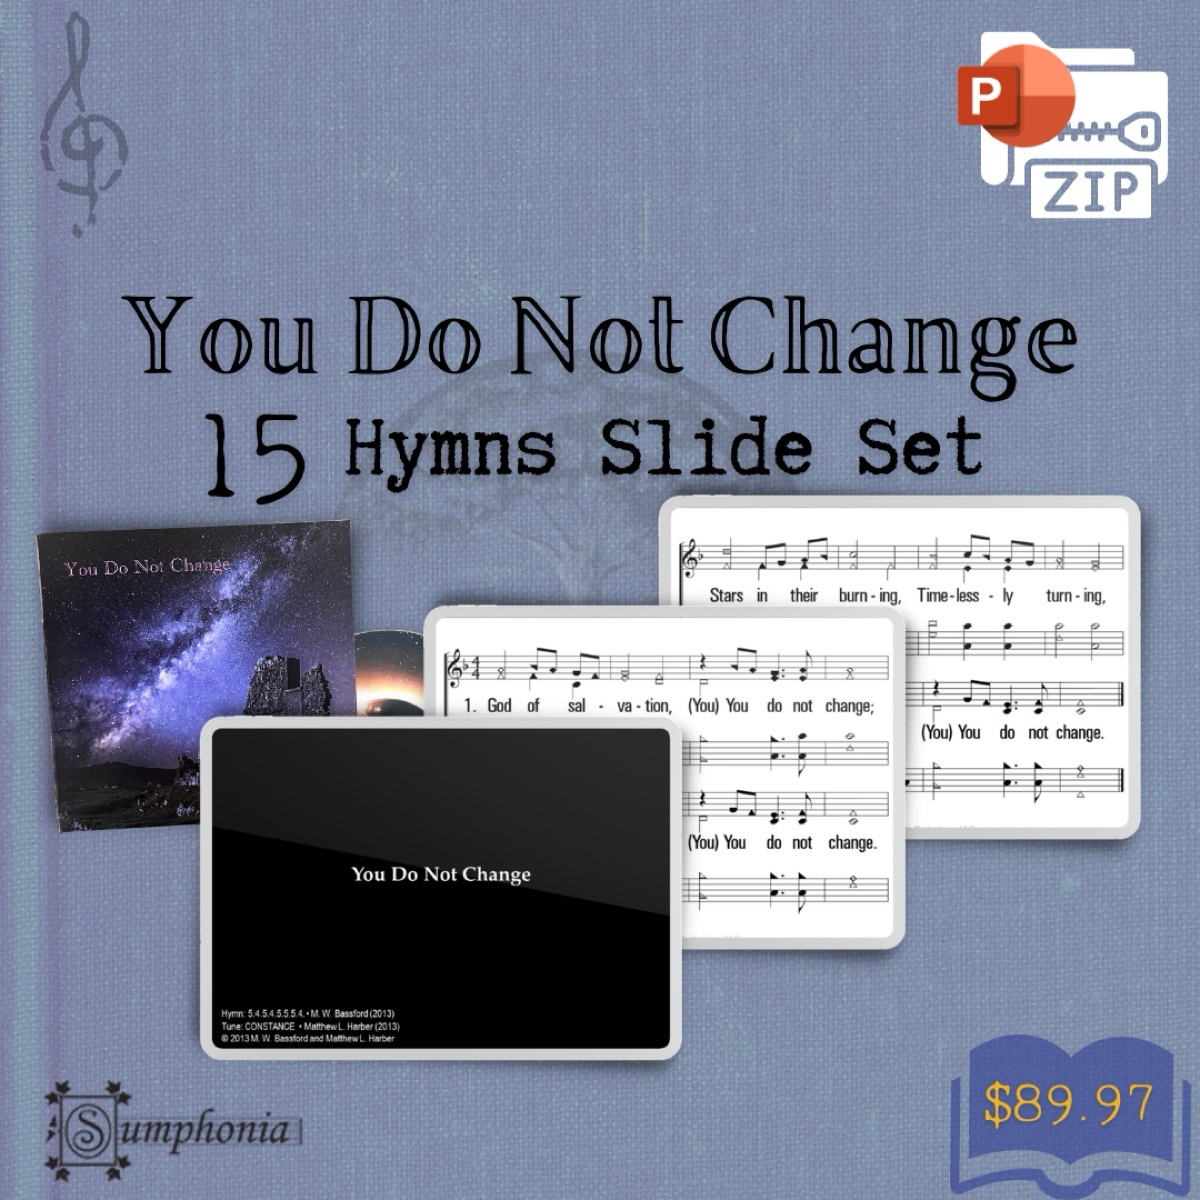 P
ZIP
You Do Not Change
15 Hymns Slide Set
You Do Not Change
Stars in their burn - ing, Time - less - ly turn - ing,
(You) You do not change.
4
4
1. God of sal - va - tion, (You) You do not change;
(You) You do not change.
You Do Not Change
Hymn: 5.4.5.4.5.5.5.4. • M. W. Bassford (2013)
Tune: CONSTANCE • Matthew L. Harber (2013)
© 2013 M. W. Bassford and Matthew L. Harber
Sumphonia
$89.97